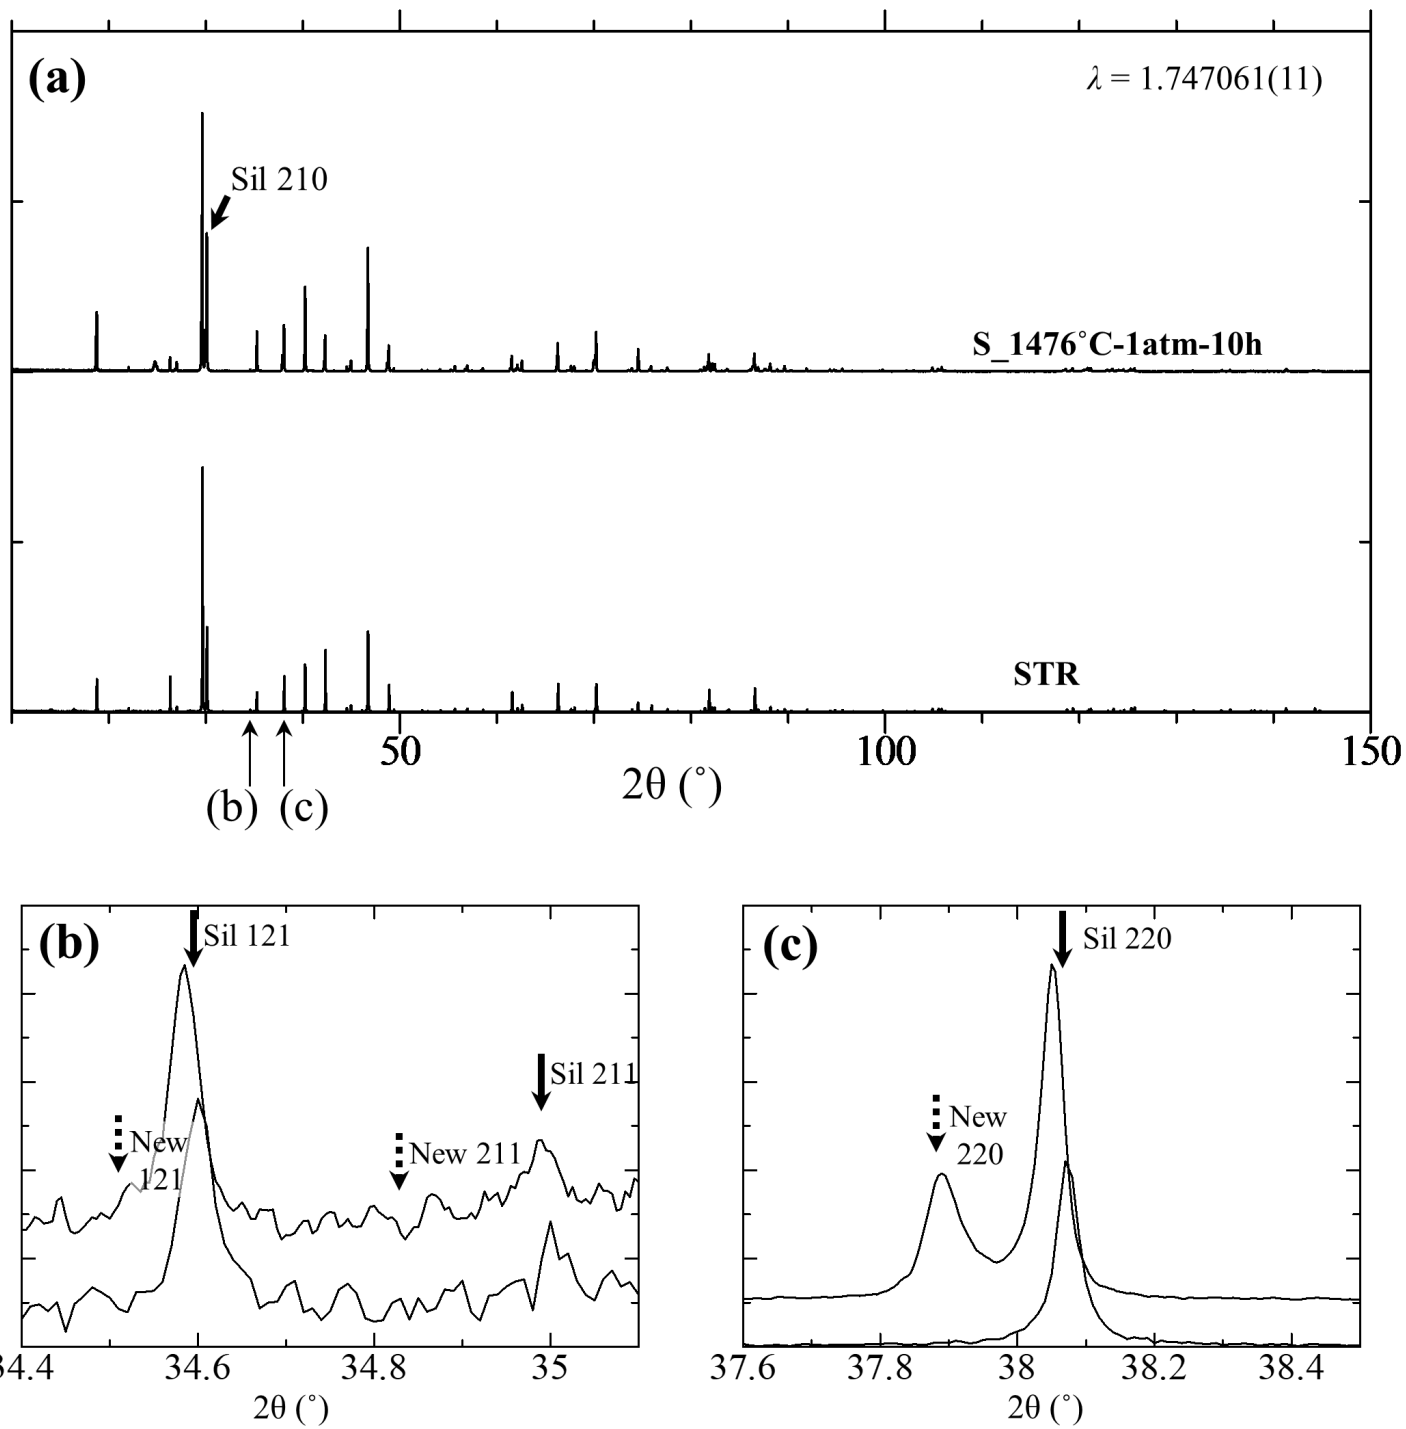 (a)
λ = 1.747061(11)
Sil 210
S_1476˚C-1atm-10h
STR
50
100
150
2θ (˚)
(b)
(c)
(b)
Sil 121
New
121
New 211
Sil 211
34.4
34.6
34.8
35
2θ (˚)
(c)
Sil 220
New
220
37.6
37.8
38
38.2
38.4
2θ (˚)